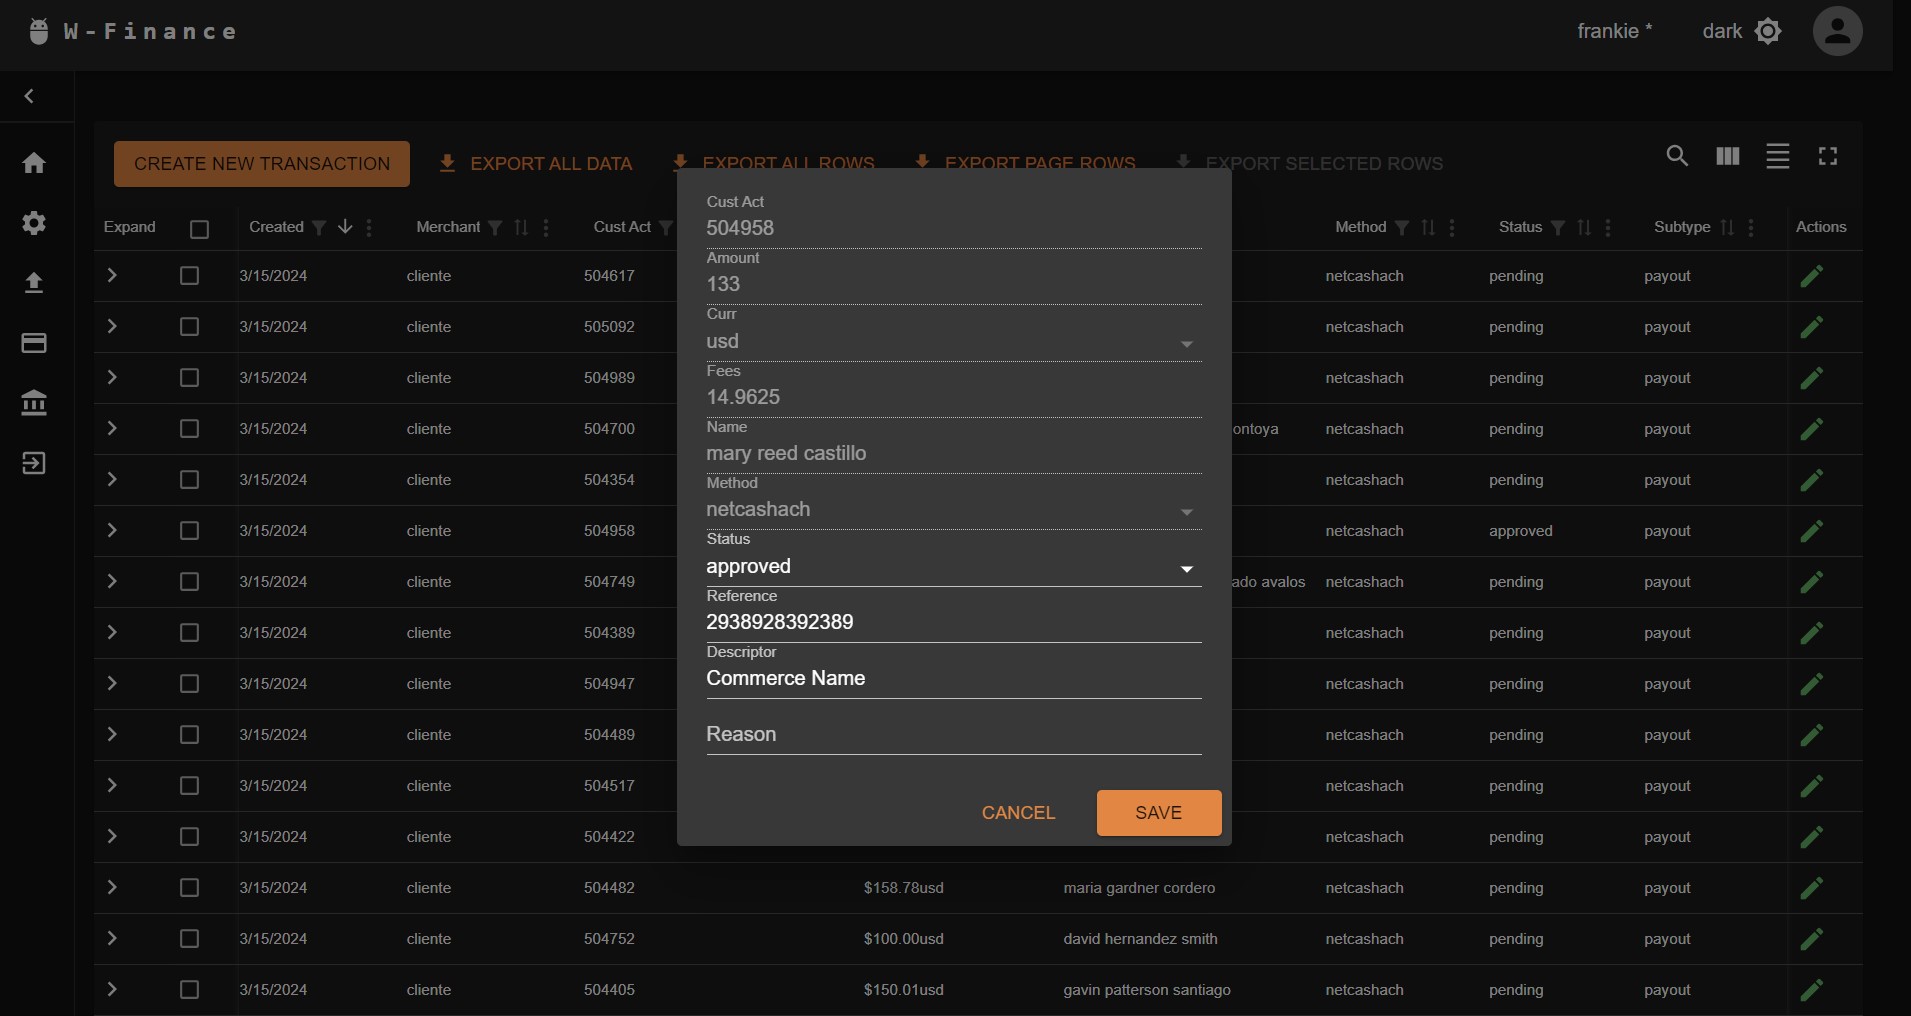 W-Finance
frankie *
dark
CREATE NEW TRANSACTION
EXPORT ALL DATA
EXPORT ALL ROWS
EXPORT PAGE ROWS
EXPORT SELECTED ROWS
Expand Created Merchant Cust Act Method Status Subtype Actions
3/15/2024 cliente 504617 netcashach pending payout
3/15/2024 cliente 505092 netcashach pending payout
3/15/2024 cliente 504989 netcashach pending payout
3/15/2024 cliente 504700 ontoya netcashach pending payout
3/15/2024 cliente 504354 netcashach pending payout
3/15/2024 cliente 504958 netcashach approved payout
3/15/2024 cliente 504749 ado avalos netcashach pending payout
3/15/2024 cliente 504389 netcashach pending payout
3/15/2024 cliente 504947 netcashach pending payout
3/15/2024 cliente 504489 netcashach pending payout
3/15/2024 cliente 504517 netcashach pending payout
3/15/2024 cliente 504422 netcashach pending payout
3/15/2024 cliente 504482 $158.78usd maria gardner cordero netcashach pending payout
3/15/2024 cliente 504752 $100.00usd david hernandez smith netcashach pending payout
3/15/2024 cliente 504405 $150.01usd gavin patterson santiago netcashach pending payout
Cust Act
504958
Amount
133
Curr
usd
Fees
14.9625
Name
mary reed castillo
Method
netcashach
Status
approved
Reference
2938928392389
Descriptor
Commerce Name
Reason
CANCEL
SAVE